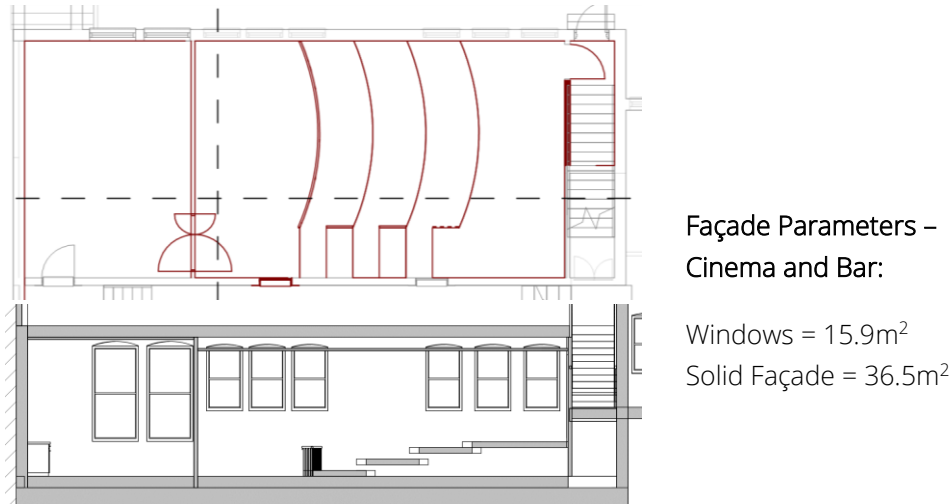 Façade Parameters –
Cinema and Bar:
Windows = 15.9m²
Solid Façade = 36.5m²